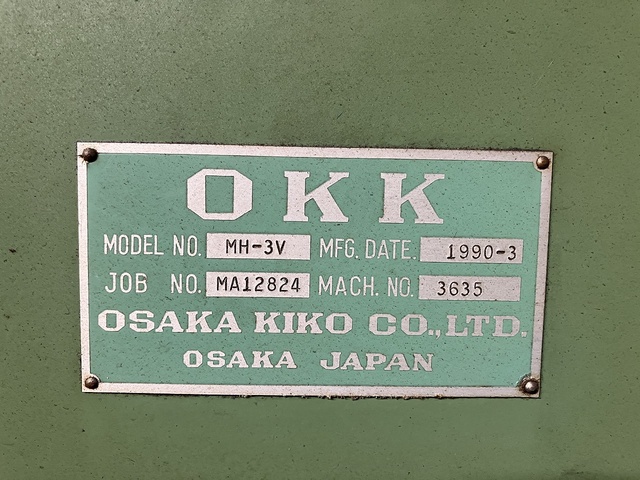 OKK
MODEL NO. MH-3V MFG. DATE. 1990-3
JOB NO. MA12824 MACH. NO. 3635
OSAKA KIKO CO.,LTD.
OSAKA JAPAN